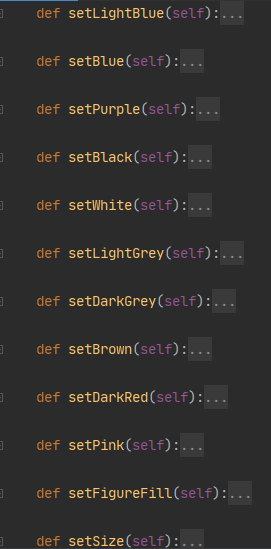 def setLightBlue(self):...
def setBlue(self):...
def setPurple(self):...
def setBlack(self):...
def setWhite(self):...
def setLightGrey(self):...
def setDarkGrey(self):...
def setBrown(self):...
def setDarkRed(self):...
def setPink(self):...
def setFigureFill(self):...
def setSize(self):...